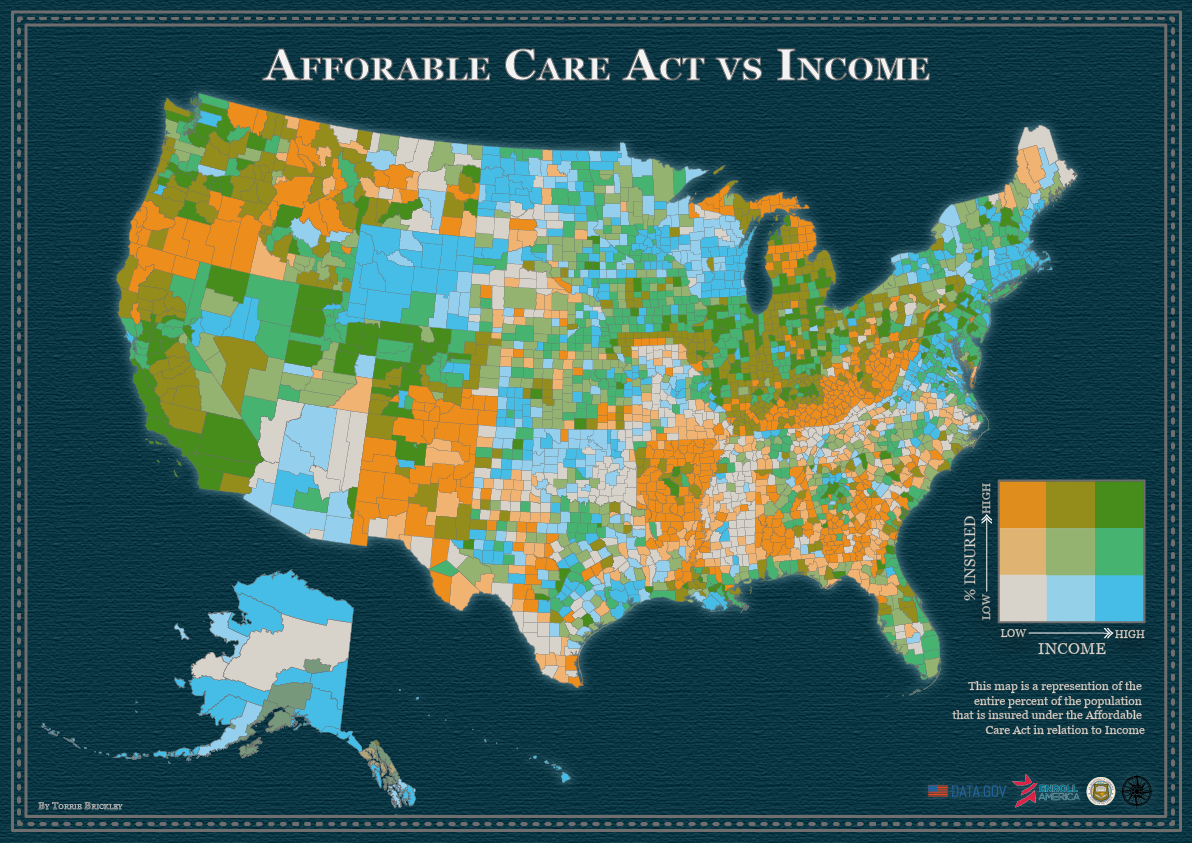 AFFORABLE CARE ACT VS INCOME
% INSURED
LOW
HIGH
LOW
HIGH
INCOME
This map is a represention of the
entire percent of the population
that is insured under the Affordable
Care Act in relation to Income
DATA.GOV
ENROLL
AMERICA
BY TORRIE BRICKLEY